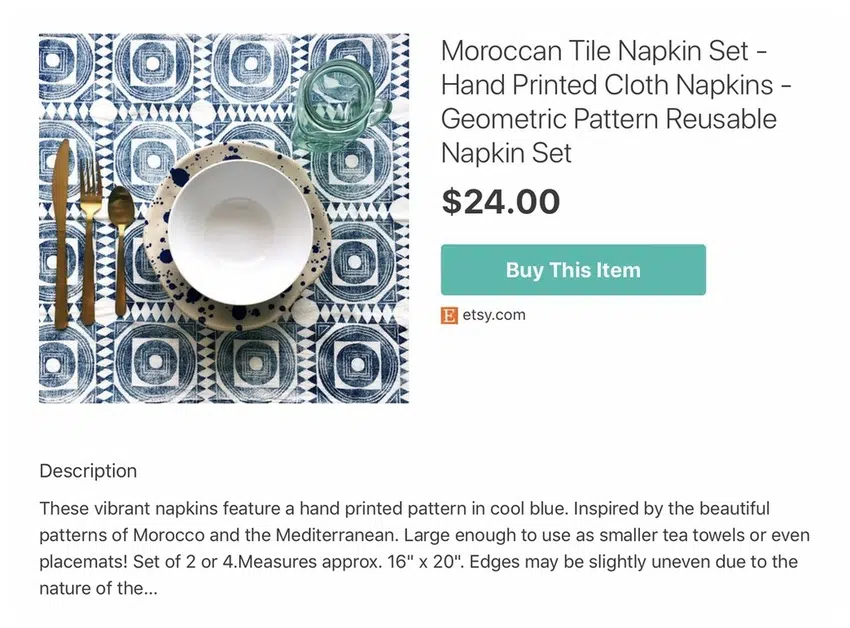 Moroccan Tile Napkin Set -
Hand Printed Cloth Napkins -
Geometric Pattern Reusable
Napkin Set
$24.00
Buy This Item
E etsy.com
Description
These vibrant napkins feature a hand printed pattern in cool blue. Inspired by the beautiful
patterns of Morocco and the Mediterranean. Large enough to use as smaller tea towels or even
placemats! Set of 2 or 4.Measures approx. 16" x 20". Edges may be slightly uneven due to the
nature of the...